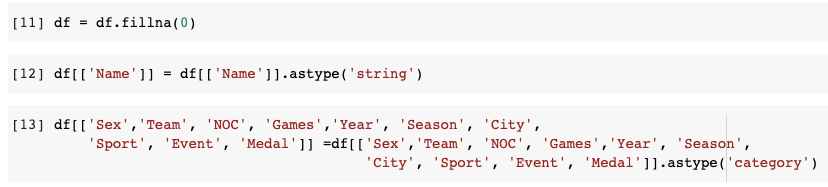 [11] df = df.fillna(0)
[12] df[['Name']] = df[['Name']].astype('string')
[13] df[['Sex','Team', 'NOC', 'Games','Year', 'Season', 'City',
'Sport', 'Event', 'Medal']] =df[['Sex','Team', 'NOC', 'Games','Year', 'Season',
'City', 'Sport', 'Event', 'Medal']].astype('category')